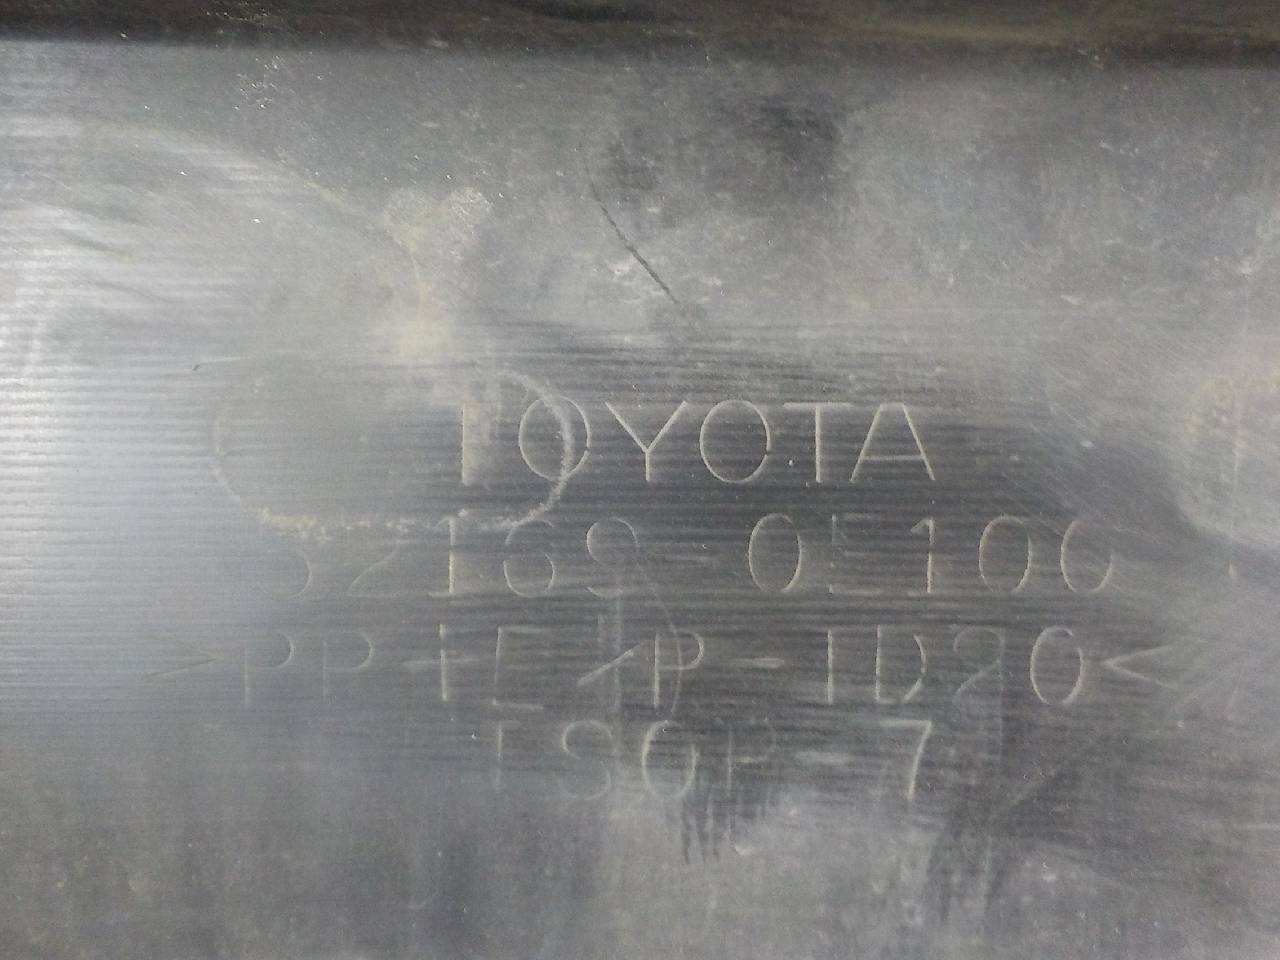 TOYOTA
52169-0E100
>PP+E/P-TD20<
TSOP-7